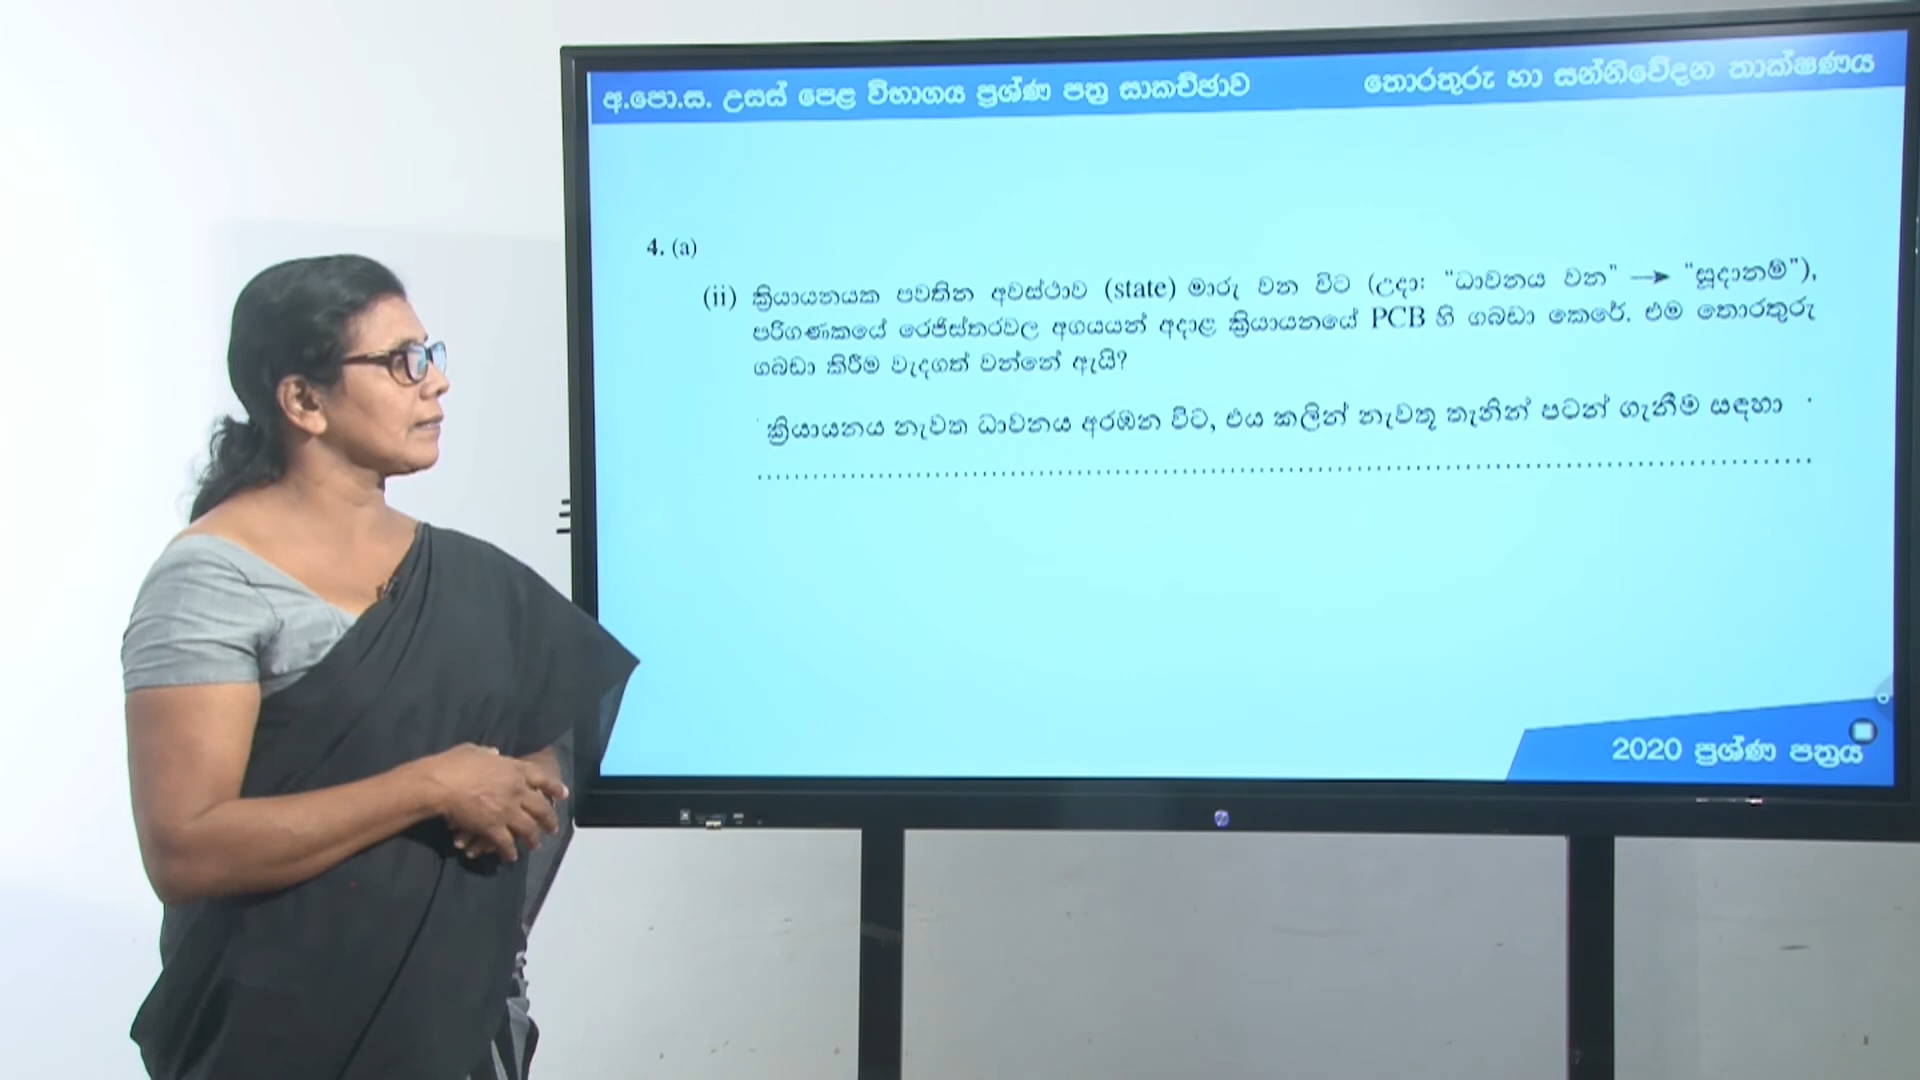 අ.පො.ස. උසස් පෙළ විභාගය ප්‍රශ්ණ පත්‍ර සාකච්ඡාව
තොරතුරු හා සන්නිවේදන තාක්ෂණය
4. (a)
(ii) ක්‍රියායනයක පවතින අවස්ථාව (state) මාරු වන විට (උදා: “ධාවනය වන” → “සූදානම්”),
පරිගණකයේ රෙජිස්තරවල අගයයන් අදාළ ක්‍රියායනයේ PCB හි ගබඩා කෙරේ. එම තොරතුරු
ගබඩා කිරීම වැදගත් වන්නේ ඇයි?
ක්‍රියායනය නැවත ධාවනය අරඹන විට, එය කලින් නැවතූ තැනින් පටන් ගැනීම සඳහා
2020 ප්‍රශ්ණ පත්‍රය